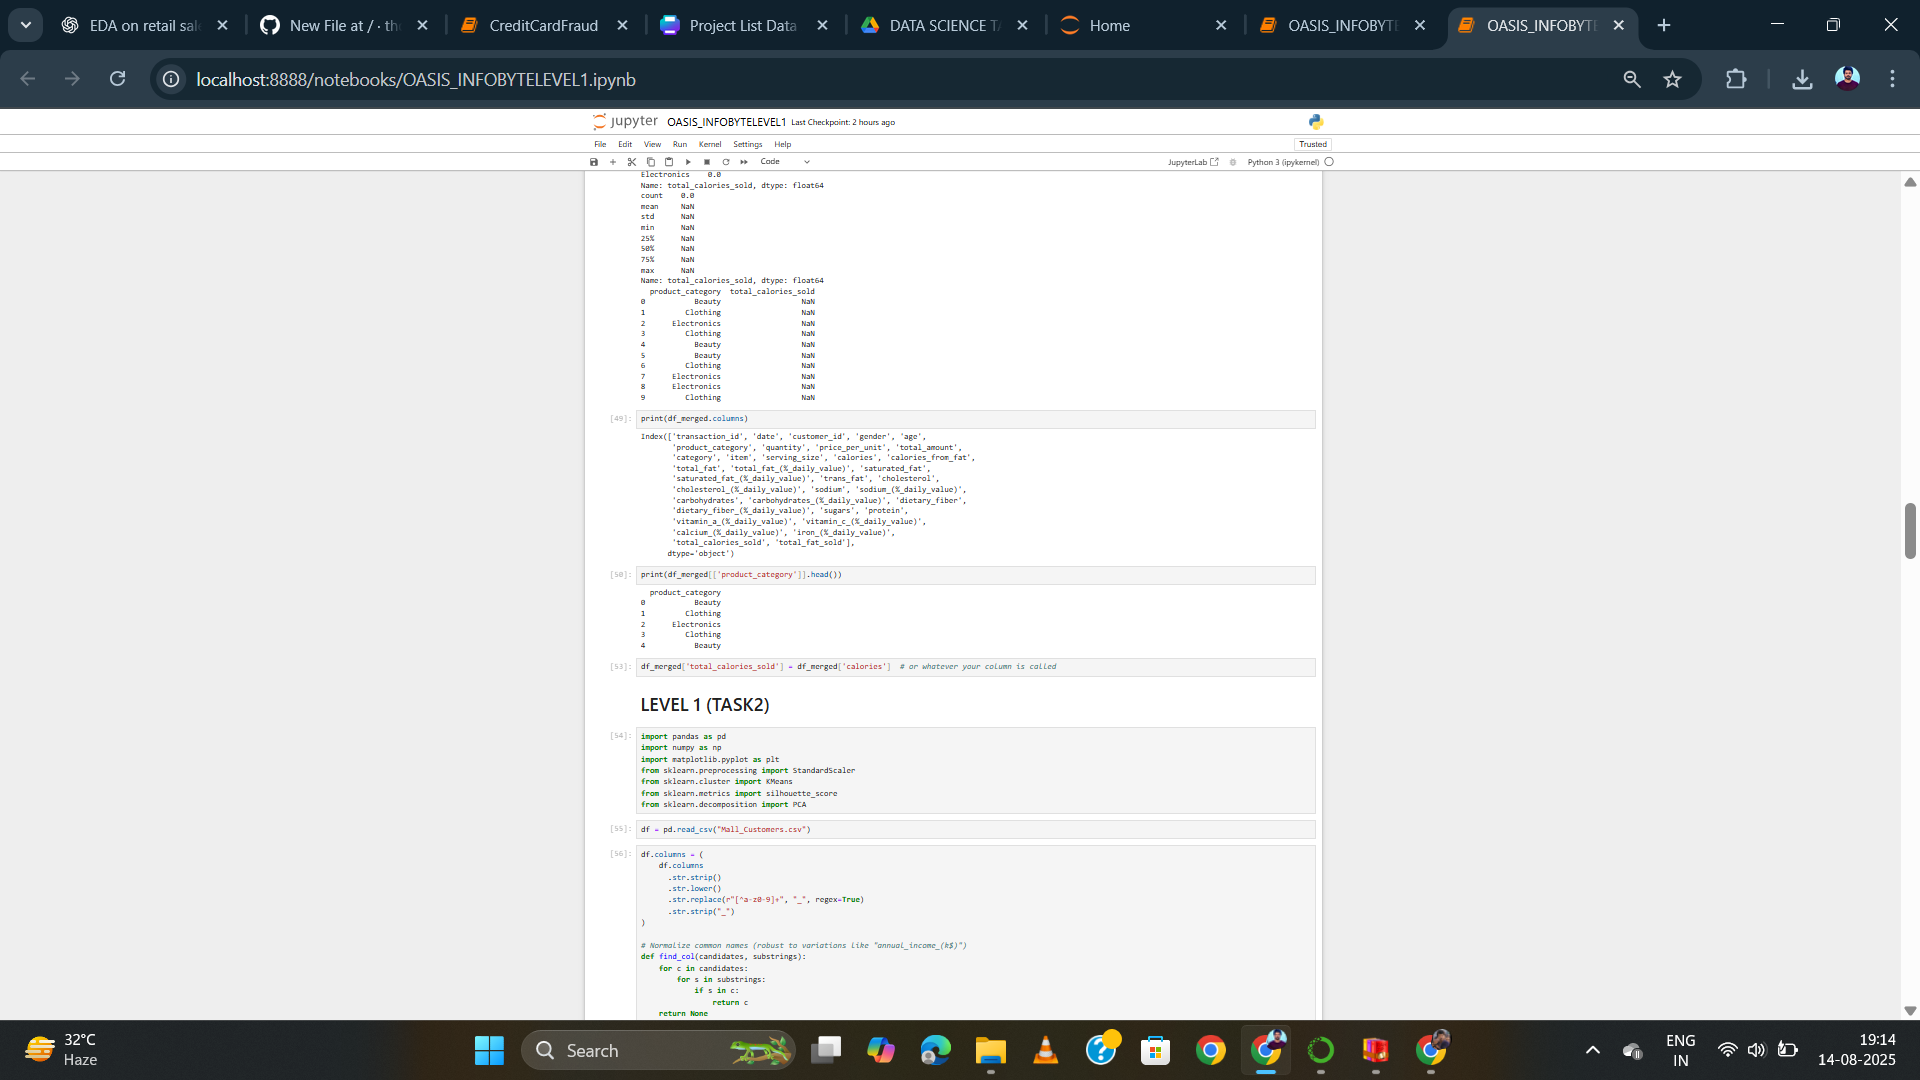 EDA on retail sal
New File at / · th
CreditCardFraud
Project List Data
DATA SCIENCE TA
Home
OASIS_INFOBYTE
OASIS_INFOBYTE
localhost:8888/notebooks/OASIS_INFOBYTELEVEL1.ipynb
jupyter OASIS_INFOBYTELEVEL1 Last Checkpoint: 2 hours ago
File Edit View Run Kernel Settings Help Trusted
Code JupyterLab Python 3 (ipykernel)
Electronics    0.0
Name: total_calories_sold, dtype: float64
count    0.0
mean     NaN
std      NaN
min      NaN
25%      NaN
50%      NaN
75%      NaN
max      NaN
Name: total_calories_sold, dtype: float64
  product_category  total_calories_sold
0           Beauty                  NaN
1         Clothing                  NaN
2      Electronics                  NaN
3         Clothing                  NaN
4           Beauty                  NaN
5           Beauty                  NaN
6         Clothing                  NaN
7      Electronics                  NaN
8      Electronics                  NaN
9         Clothing                  NaN
[49]: print(df_merged.columns)
Index(['transaction_id', 'date', 'customer_id', 'gender', 'age',
       'product_category', 'quantity', 'price_per_unit', 'total_amount',
       'category', 'item', 'serving_size', 'calories', 'calories_from_fat',
       'total_fat', 'total_fat_(%_daily_value)', 'saturated_fat',
       'saturated_fat_(%_daily_value)', 'trans_fat', 'cholesterol',
       'cholesterol_(%_daily_value)', 'sodium', 'sodium_(%_daily_value)',
       'carbohydrates', 'carbohydrates_(%_daily_value)', 'dietary_fiber',
       'dietary_fiber_(%_daily_value)', 'sugars', 'protein',
       'vitamin_a_(%_daily_value)', 'vitamin_c_(%_daily_value)',
       'calcium_(%_daily_value)', 'iron_(%_daily_value)',
       'total_calories_sold', 'total_fat_sold'],
      dtype='object')
[50]: print(df_merged[['product_category']].head())
  product_category
0           Beauty
1         Clothing
2      Electronics
3         Clothing
4           Beauty
[53]: df_merged['total_calories_sold'] = df_merged['calories']  # or whatever your column is called
LEVEL 1 (TASK2)
[54]: import pandas as pd
import numpy as np
import matplotlib.pyplot as plt
from sklearn.preprocessing import StandardScaler
from sklearn.cluster import KMeans
from sklearn.metrics import silhouette_score
from sklearn.decomposition import PCA
[55]: df = pd.read_csv("Mall_Customers.csv")
[56]: df.columns = (
    df.columns
      .str.strip()
      .str.lower()
      .str.replace(r"[^a-z0-9]+", "_", regex=True)
      .str.strip("_")
)
# Normalize common names (robust to variations like "annual_income_(k$)")
def find_col(candidates, substrings):
    for c in candidates:
        for s in substrings:
            if s in c:
                return c
    return None
32°C
Haze
Search
ENG
IN
19:14
14-08-2025